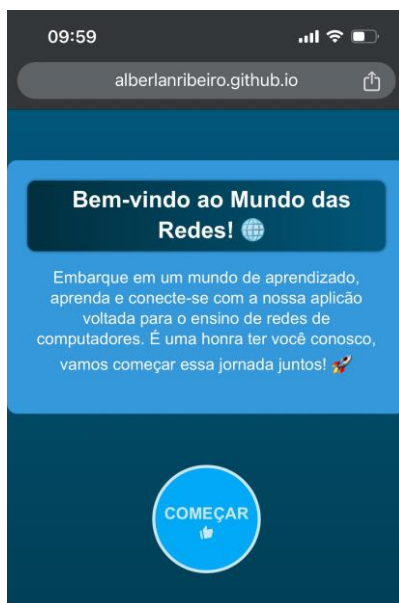 09:59
alberlanribeiro.github.io
Bem-vindo ao Mundo das
Redes! 🌐
Embarque em um mundo de aprendizado,
aprenda e conecte-se com a nossa aplicão
voltada para o ensino de redes de
computadores. É uma honra ter você conosco,
vamos começar essa jornada juntos! 🚀
COMEÇAR
👍